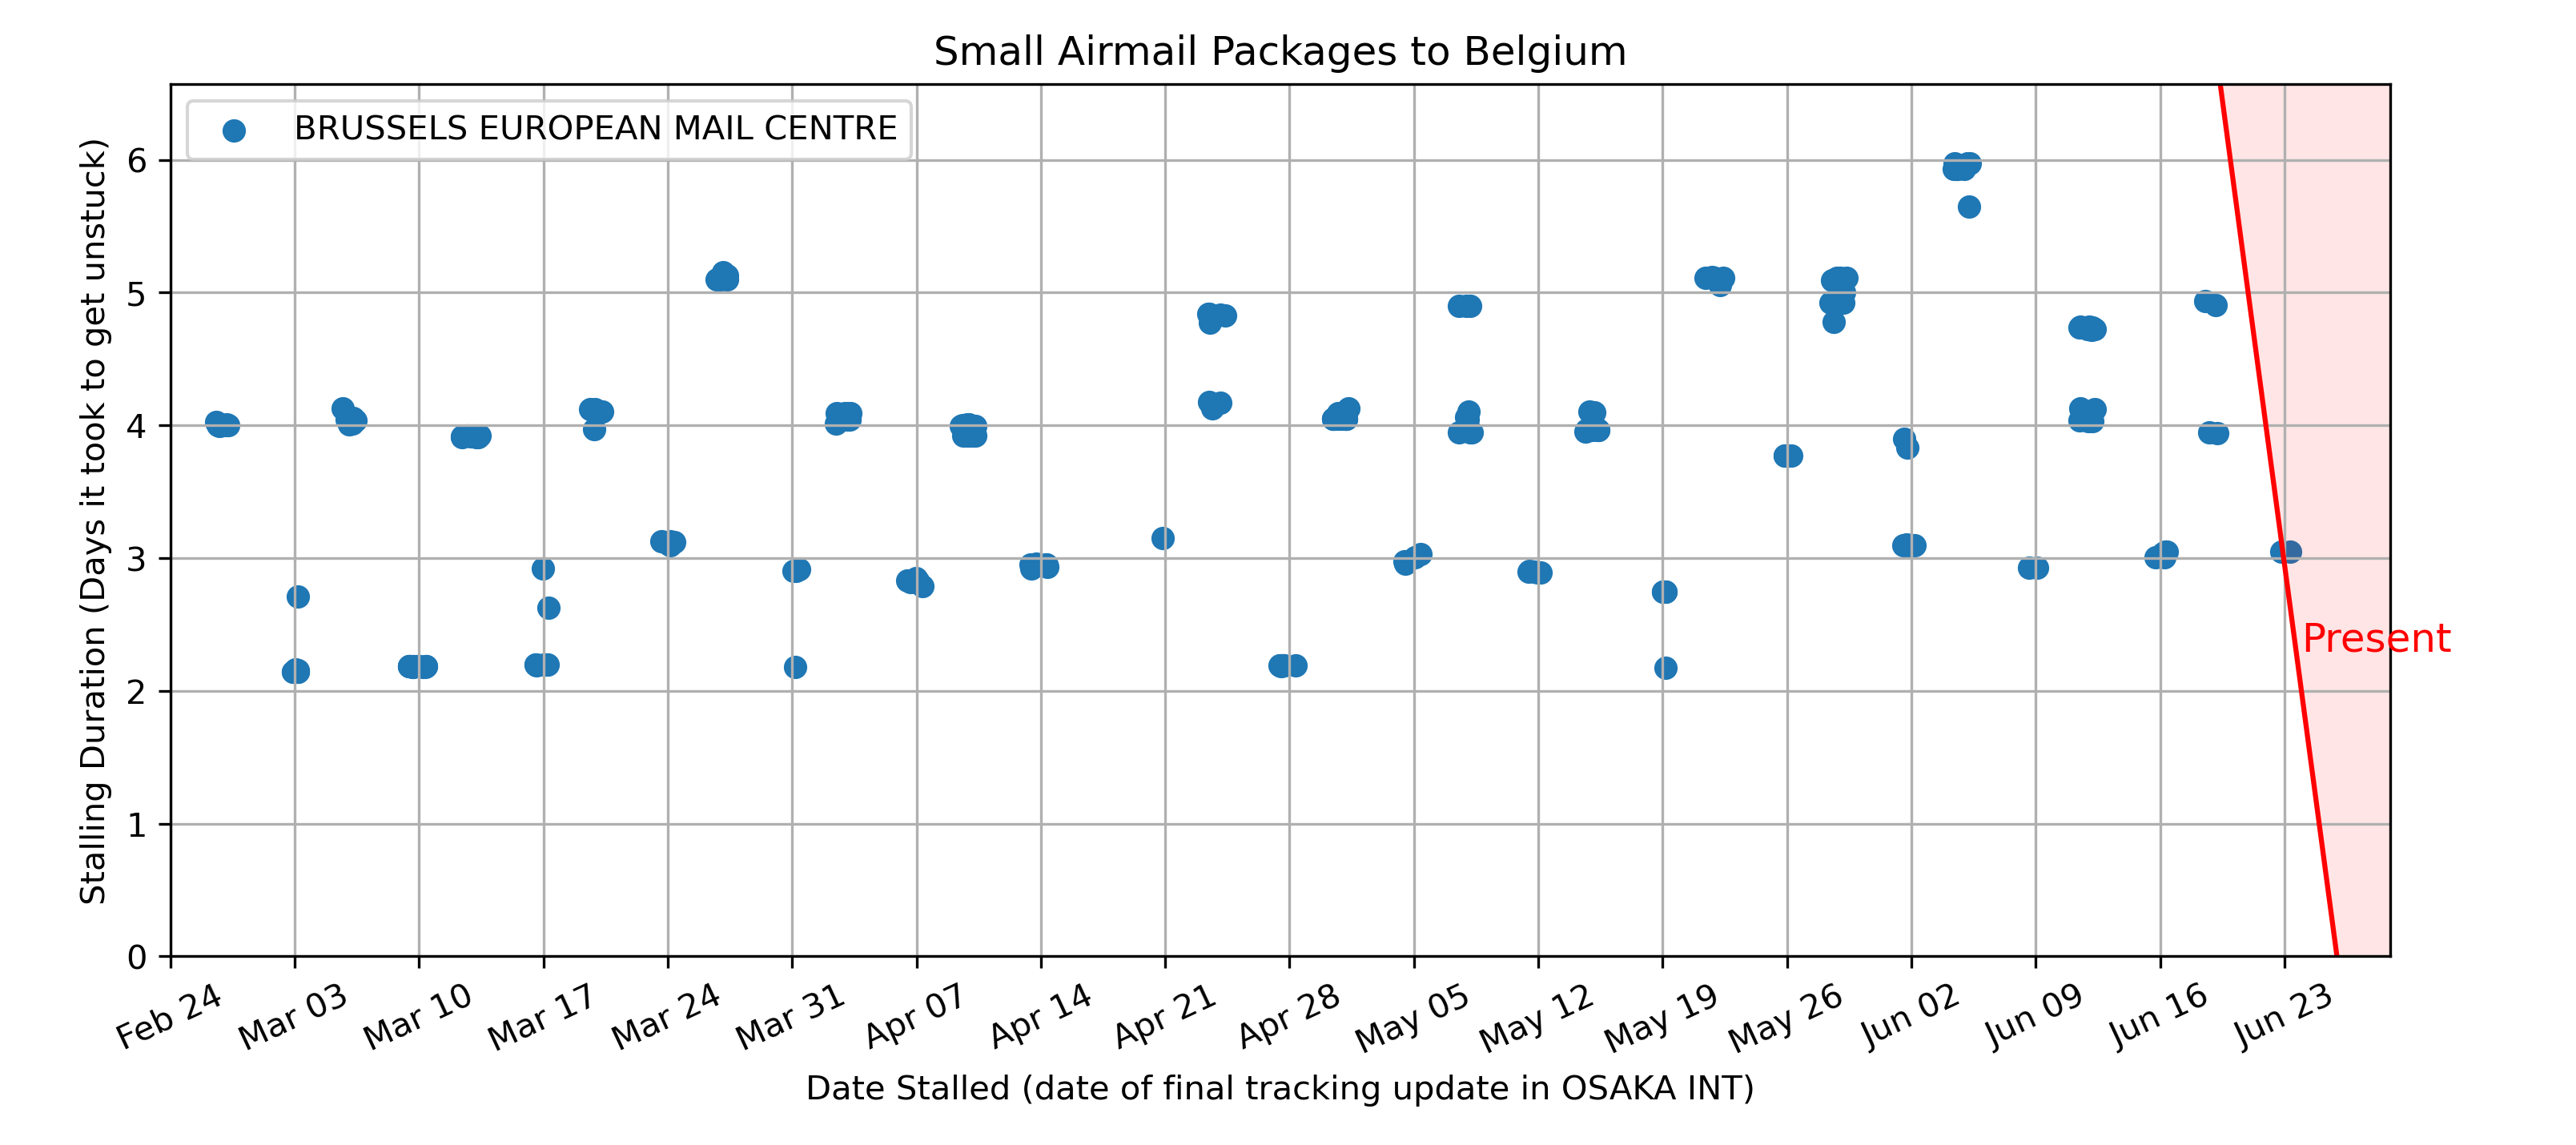 Small Airmail Packages to Belgium
BRUSSELS EUROPEAN MAIL CENTRE
Stalling Duration (Days it took to get unstuck)
6
5
4
3
2
1
0
Present
Feb 24
Mar 03
Mar 10
Mar 17
Mar 24
Mar 31
Apr 07
Apr 14
Apr 21
Apr 28
May 05
May 12
May 19
May 26
Jun 02
Jun 09
Jun 16
Jun 23
Date Stalled (date of final tracking update in OSAKA INT)